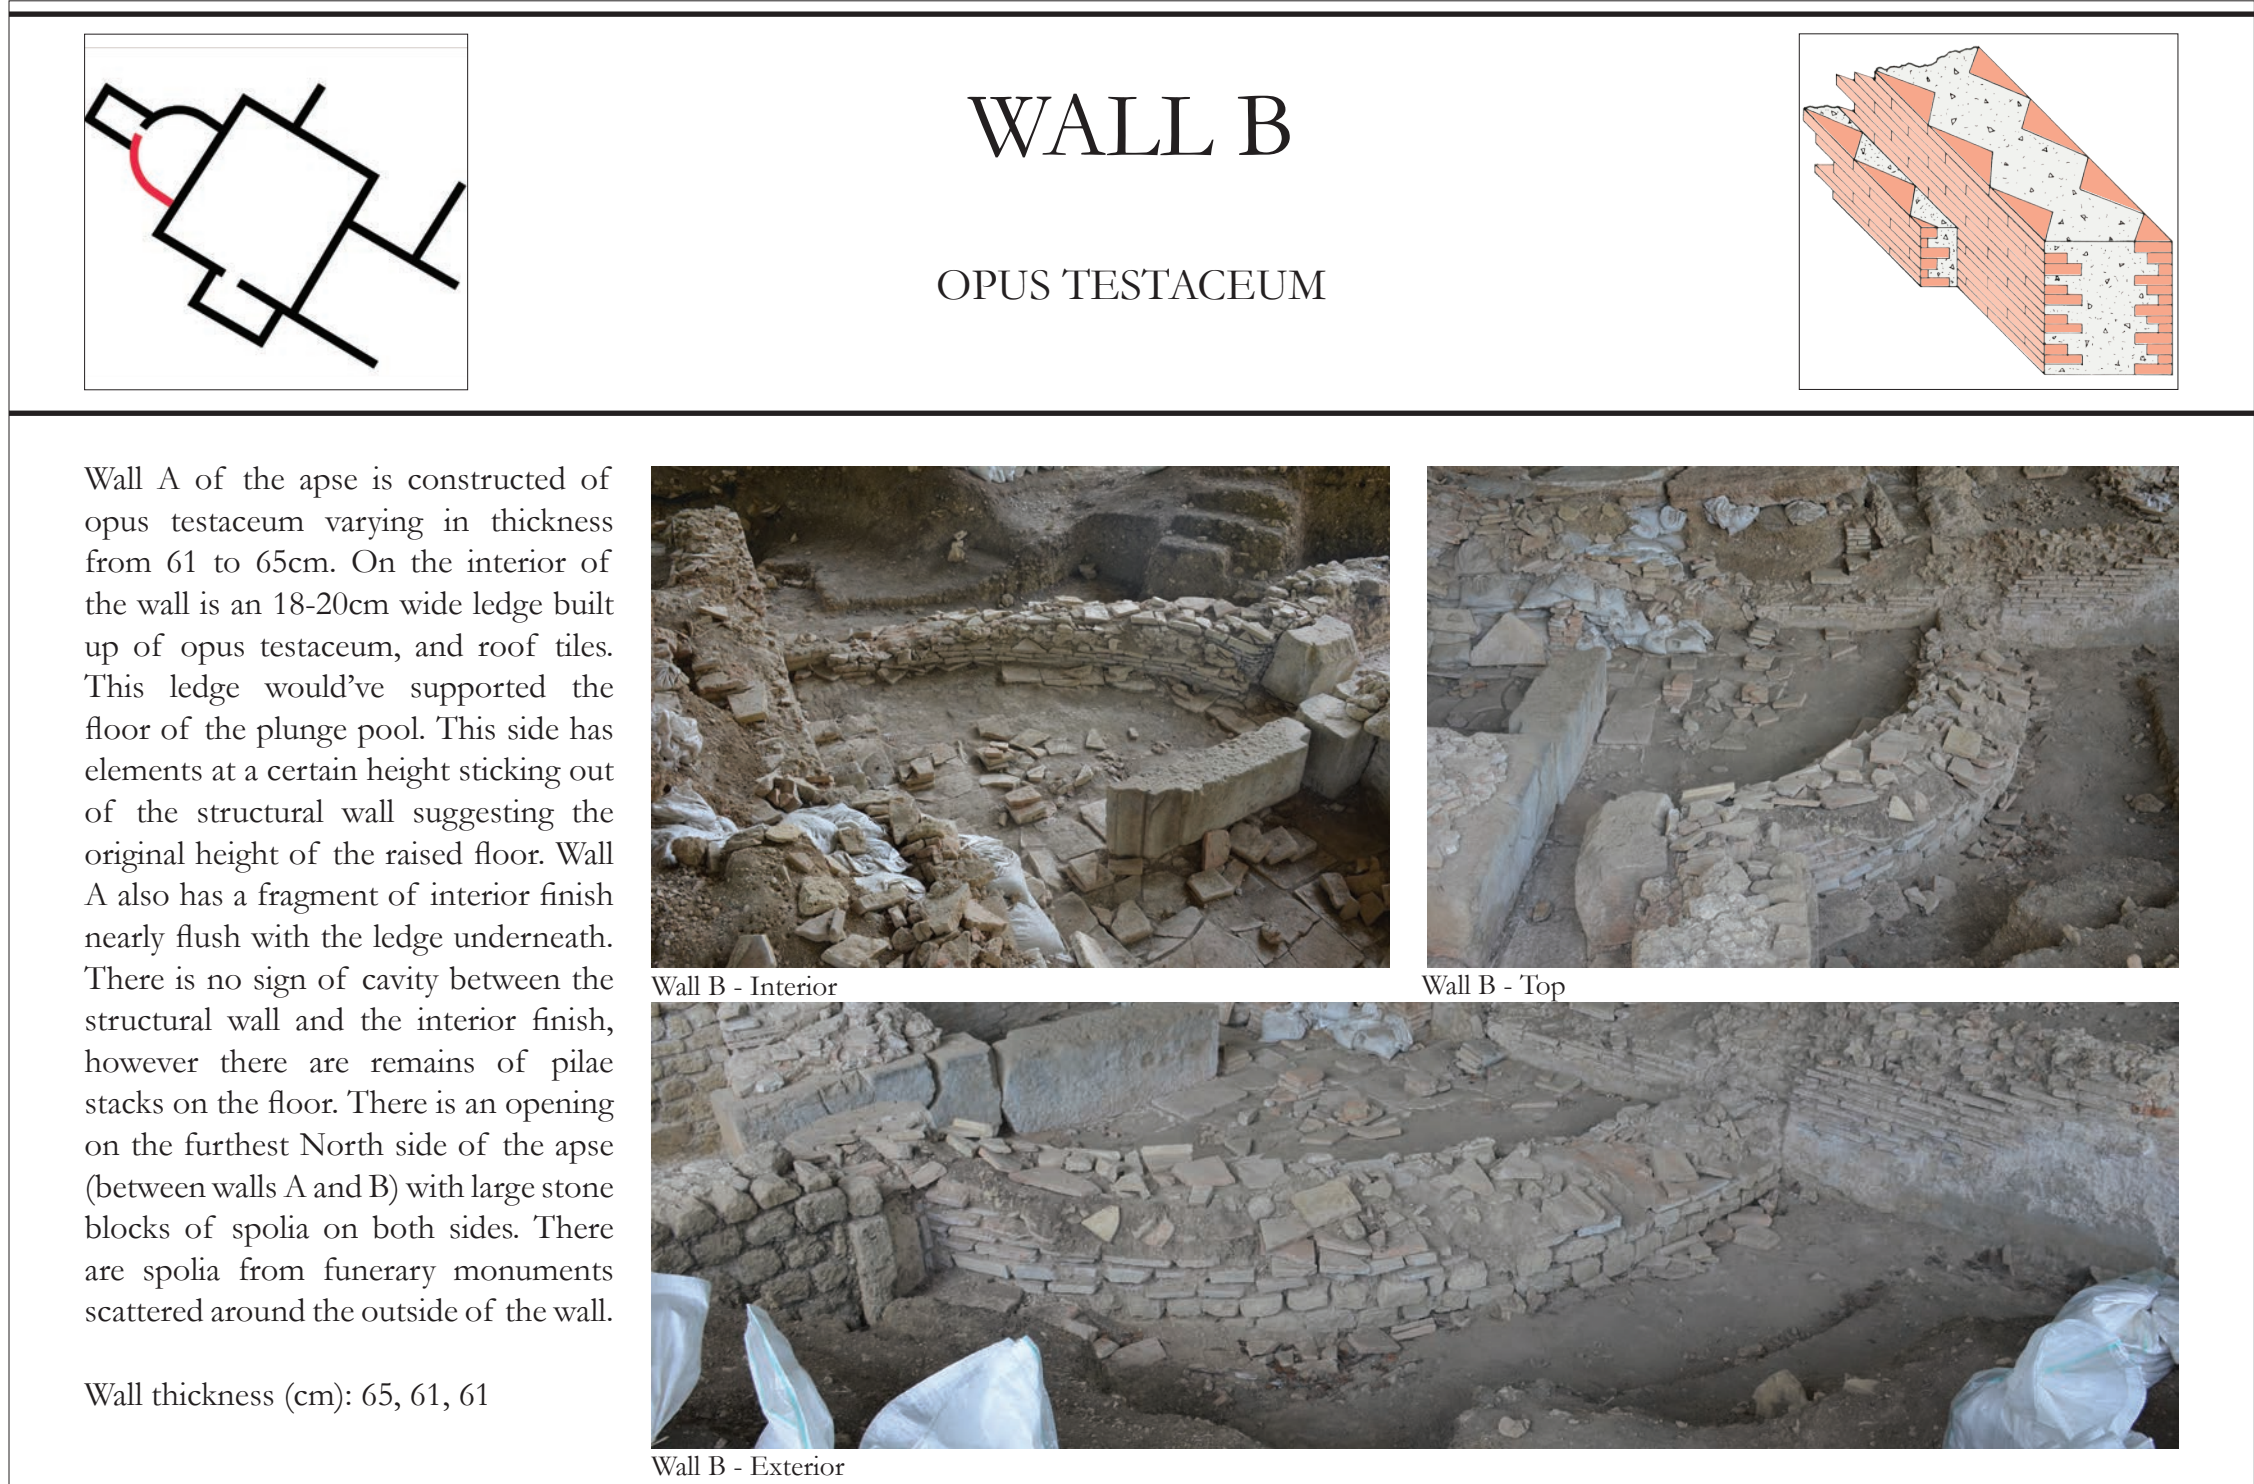 WALL B
OPUS TESTACEUM
Wall A of the apse is constructed of
opus testaceum varying in thickness
from 61 to 65cm. On the interior of
the wall is an 18-20cm wide ledge built
up of opus testaceum, and roof tiles.
This ledge would’ve supported the
floor of the plunge pool. This side has
elements at a certain height sticking out
of the structural wall suggesting the
original height of the raised floor. Wall
A also has a fragment of interior finish
nearly flush with the ledge underneath.
There is no sign of cavity between the
structural wall and the interior finish,
however there are remains of pilae
stacks on the floor. There is an opening
on the furthest North side of the apse
(between walls A and B) with large stone
blocks of spolia on both sides. There
are spolia from funerary monuments
scattered around the outside of the wall.
Wall thickness (cm): 65, 61, 61
Wall B - Interior
Wall B - Top
Wall B - Exterior